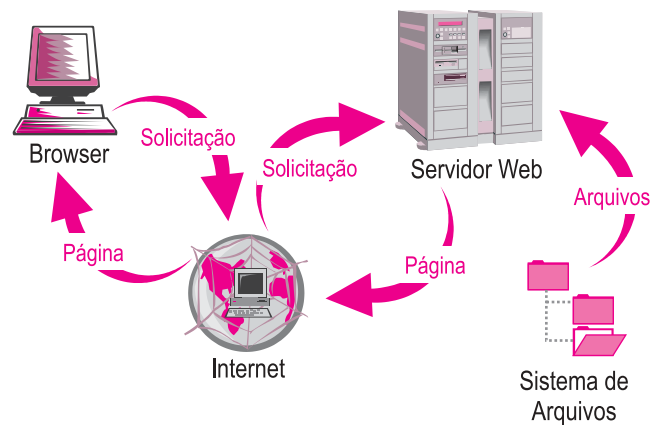 Browser
Solicitação
Solicitação
Servidor Web
Arquivos
Página
Página
Internet
Sistema de
Arquivos